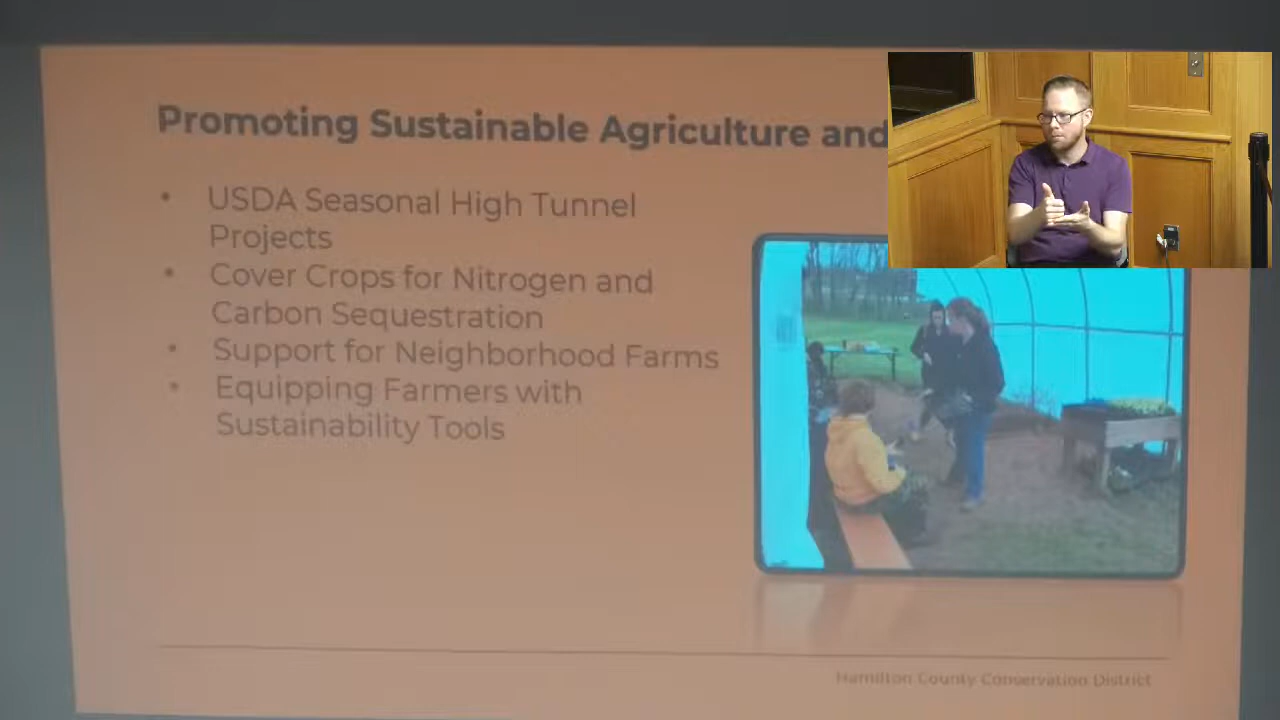 Promoting Sustainable Agriculture and
• USDA Seasonal High Tunnel
Projects
• Cover Crops for Nitrogen and
Carbon Sequestration
• Support for Neighborhood Farms
• Equipping Farmers with
Sustainability Tools
Hamilton County Conservation District